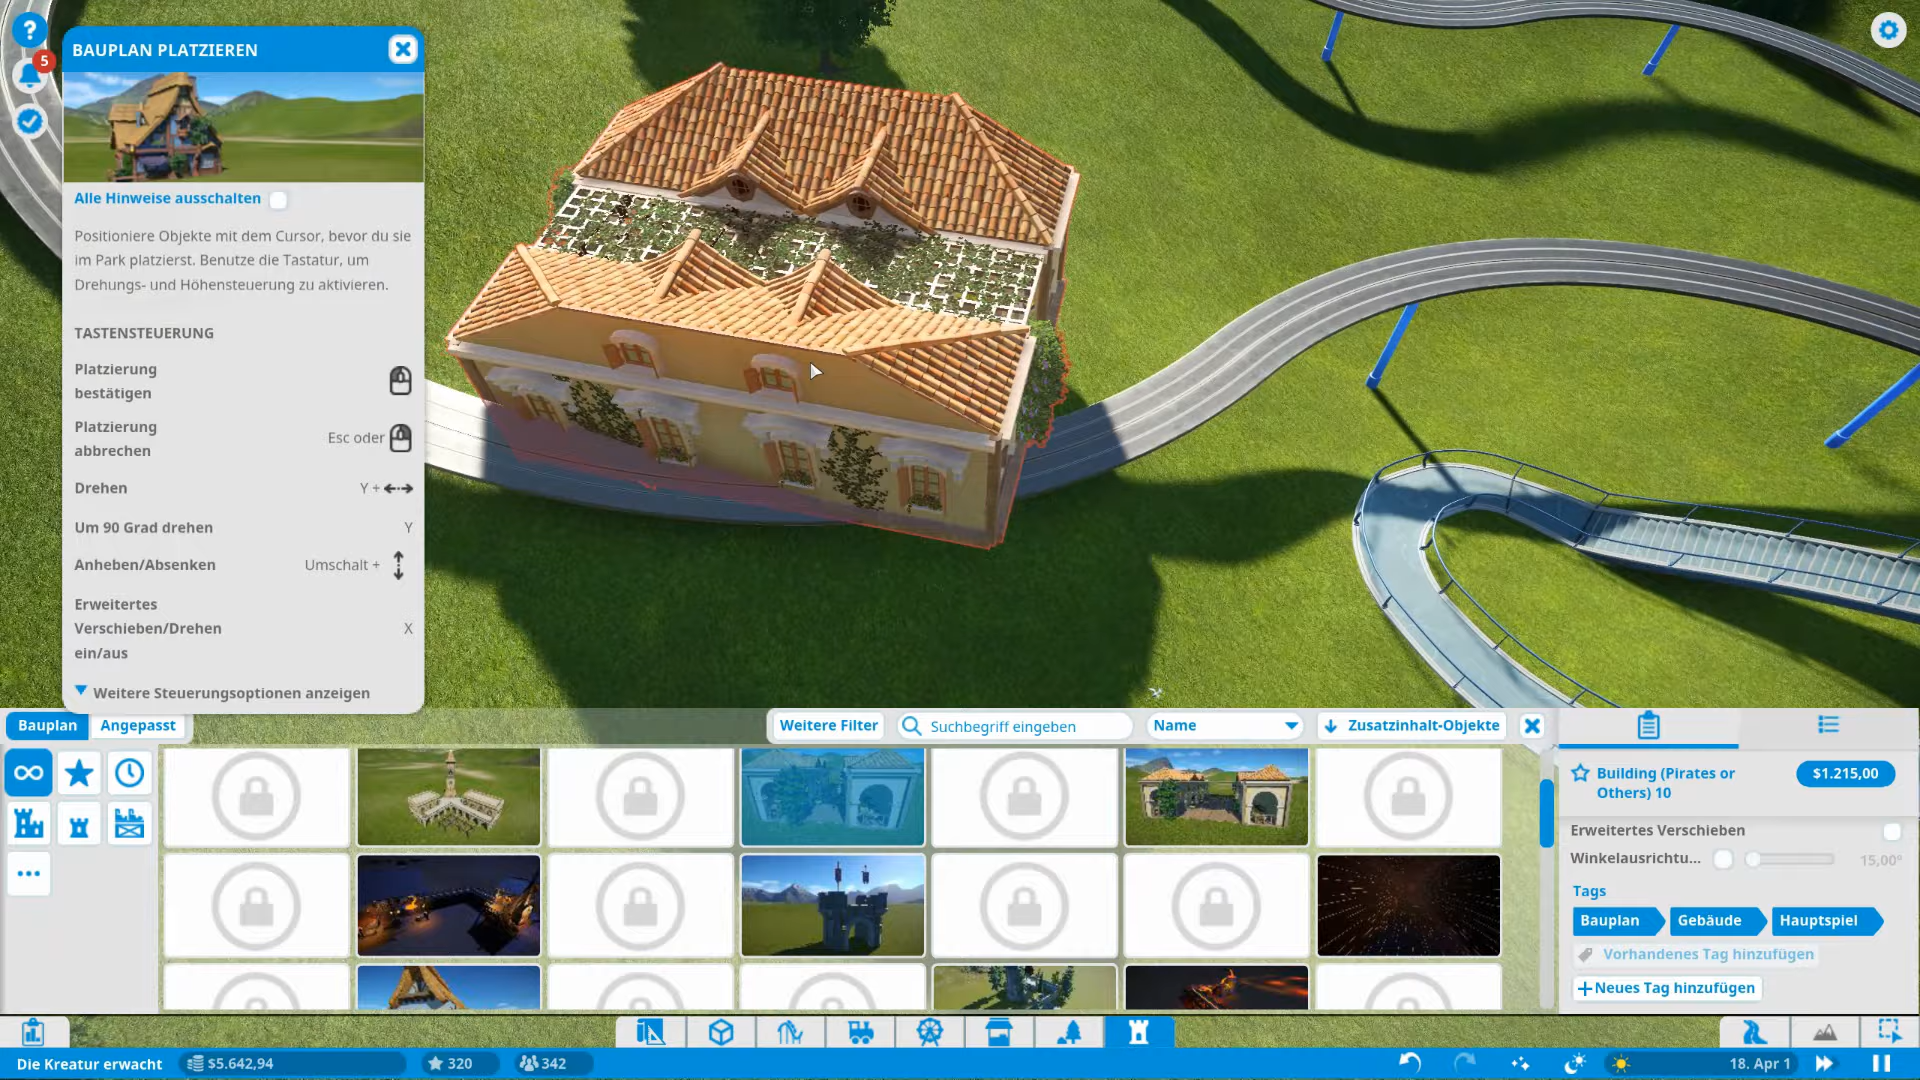 ?
5
BAUPLAN PLATZIEREN
Alle Hinweise ausschalten
Positioniere Objekte mit dem Cursor, bevor du sie
im Park platzierst. Benutze die Tastatur, um
Drehungs- und Höhensteuerung zu aktivieren.
TASTENSTEUERUNG
Platzierung
bestätigen
Platzierung
abbrechen
Esc oder
Drehen
Y +
Um 90 Grad drehen
Y
Anheben/Absenken
Umschalt +
Erweitertes
Verschieben/Drehen
ein/aus
X
Weitere Steuerungsoptionen anzeigen
Bauplan
Angepasst
Weitere Filter
Suchbegriff eingeben
Name
Zusatzinhalt-Objekte
Building (Pirates or
Others) 10
$1.215,00
Erweitertes Verschieben
Winkelausrichtu...
15,00°
Tags
Bauplan
Gebäude
Hauptspiel
Vorhandenes Tag hinzufügen
Neues Tag hinzufügen
Die Kreatur erwacht
$5.642,94
320
342
18. Apr 1